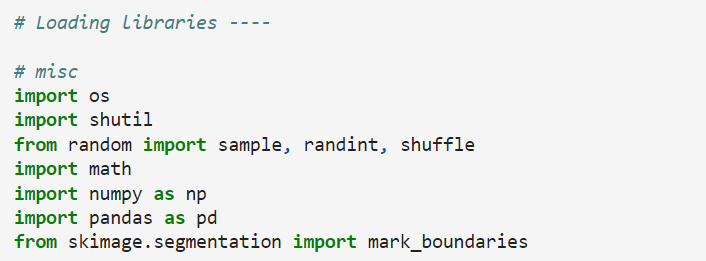 # Loading libraries ----
# misc
import os
import shutil
from random import sample, randint, shuffle
import math
import numpy as np
import pandas as pd
from skimage.segmentation import mark_boundaries